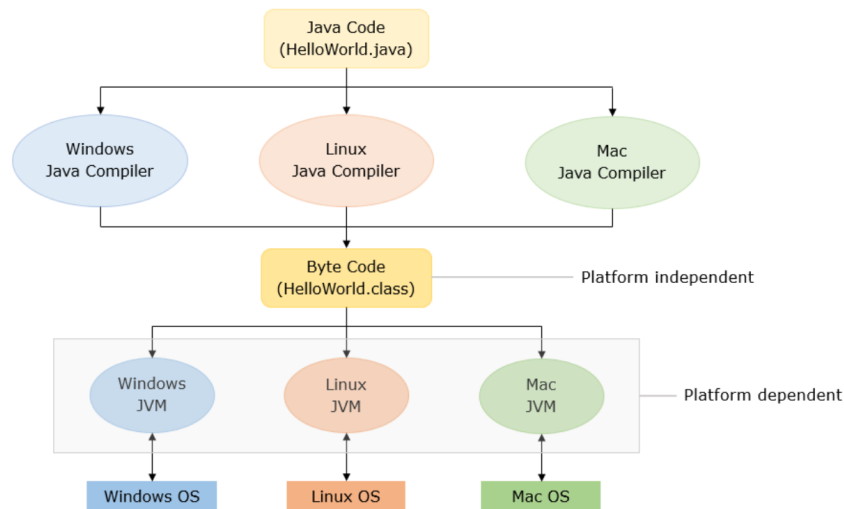 Java Code
(HelloWorld.java)
Windows
Java Compiler
Linux
Java Compiler
Mac
Java Compiler
Byte Code
(HelloWorld.class)
Platform independent
Windows
JVM
Linux
JVM
Mac
JVM
Platform dependent
Windows OS
Linux OS
Mac OS